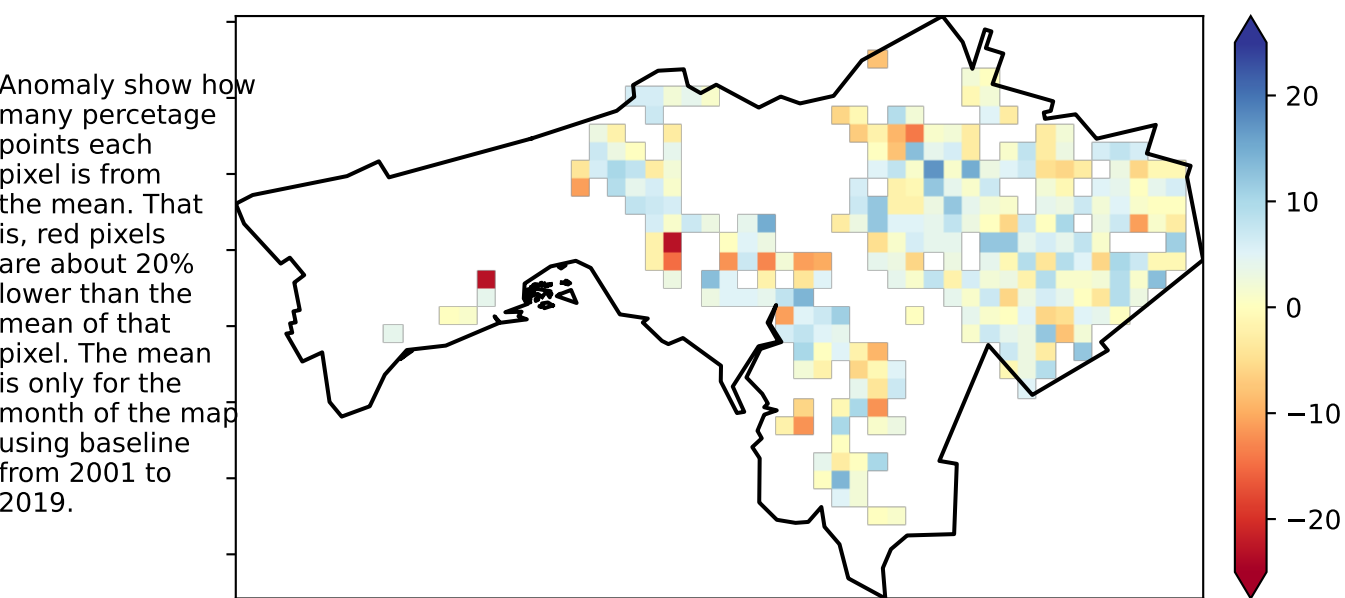 Anomaly show how
many percetage
points each
pixel is from
the mean. That
is, red pixels
are about 20%
lower than the
mean of that
pixel. The mean
is only for the
month of the map
using baseline
from 2001 to
2019.
20
10
0
−10
−20